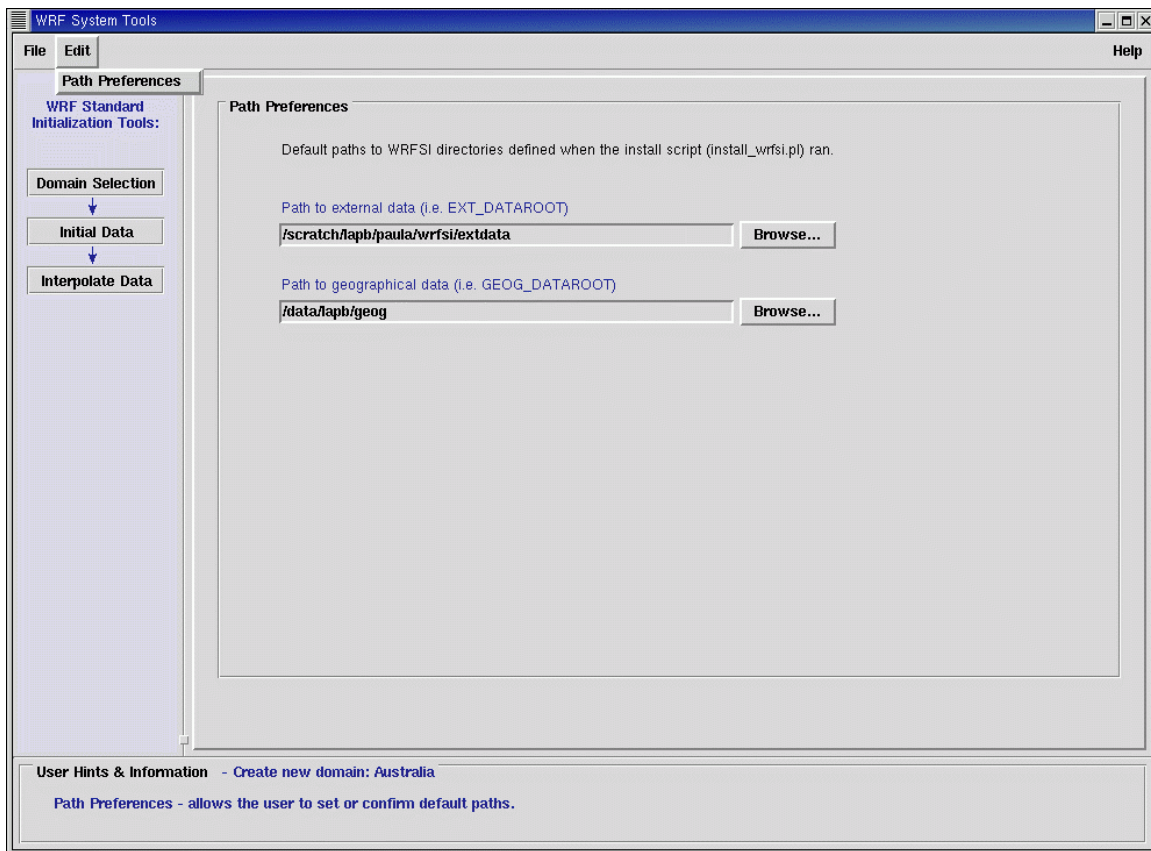 WRF System Tools
File Edit Help
Path Preferences
WRF Standard
Initialization Tools:
Domain Selection
Initial Data
Interpolate Data
Path Preferences
Default paths to WRFSI directories defined when the install script (install_wrfsi.pl) ran.
Path to external data (i.e. EXT_DATAROOT)
/scratch/lapb/paula/wrfsi/extdata Browse...
Path to geographical data (i.e. GEOG_DATAROOT)
/data/lapb/geog Browse...
User Hints & Information - Create new domain: Australia
Path Preferences - allows the user to set or confirm default paths.